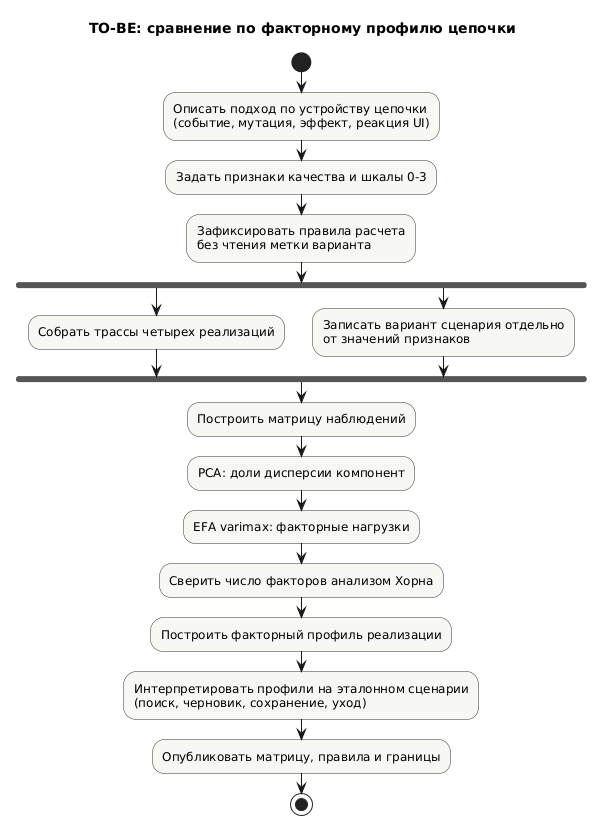 TO-BE: сравнение по факторному профилю цепочки
Описать подход по устройству цепочки
(событие, мутация, эффект, реакция UI)
Задать признаки качества и шкалы 0-3
Зафиксировать правила расчета
без чтения метки варианта
Собрать трассы четырех реализаций
Записать вариант сценария отдельно
от значений признаков
Построить матрицу наблюдений
PCA: доли дисперсии компонент
EFA varimax: факторные нагрузки
Сверить число факторов анализом Хорна
Построить факторный профиль реализации
Интерпретировать профили на эталонном сценарии
(поиск, черновик, сохранение, уход)
Опубликовать матрицу, правила и границы